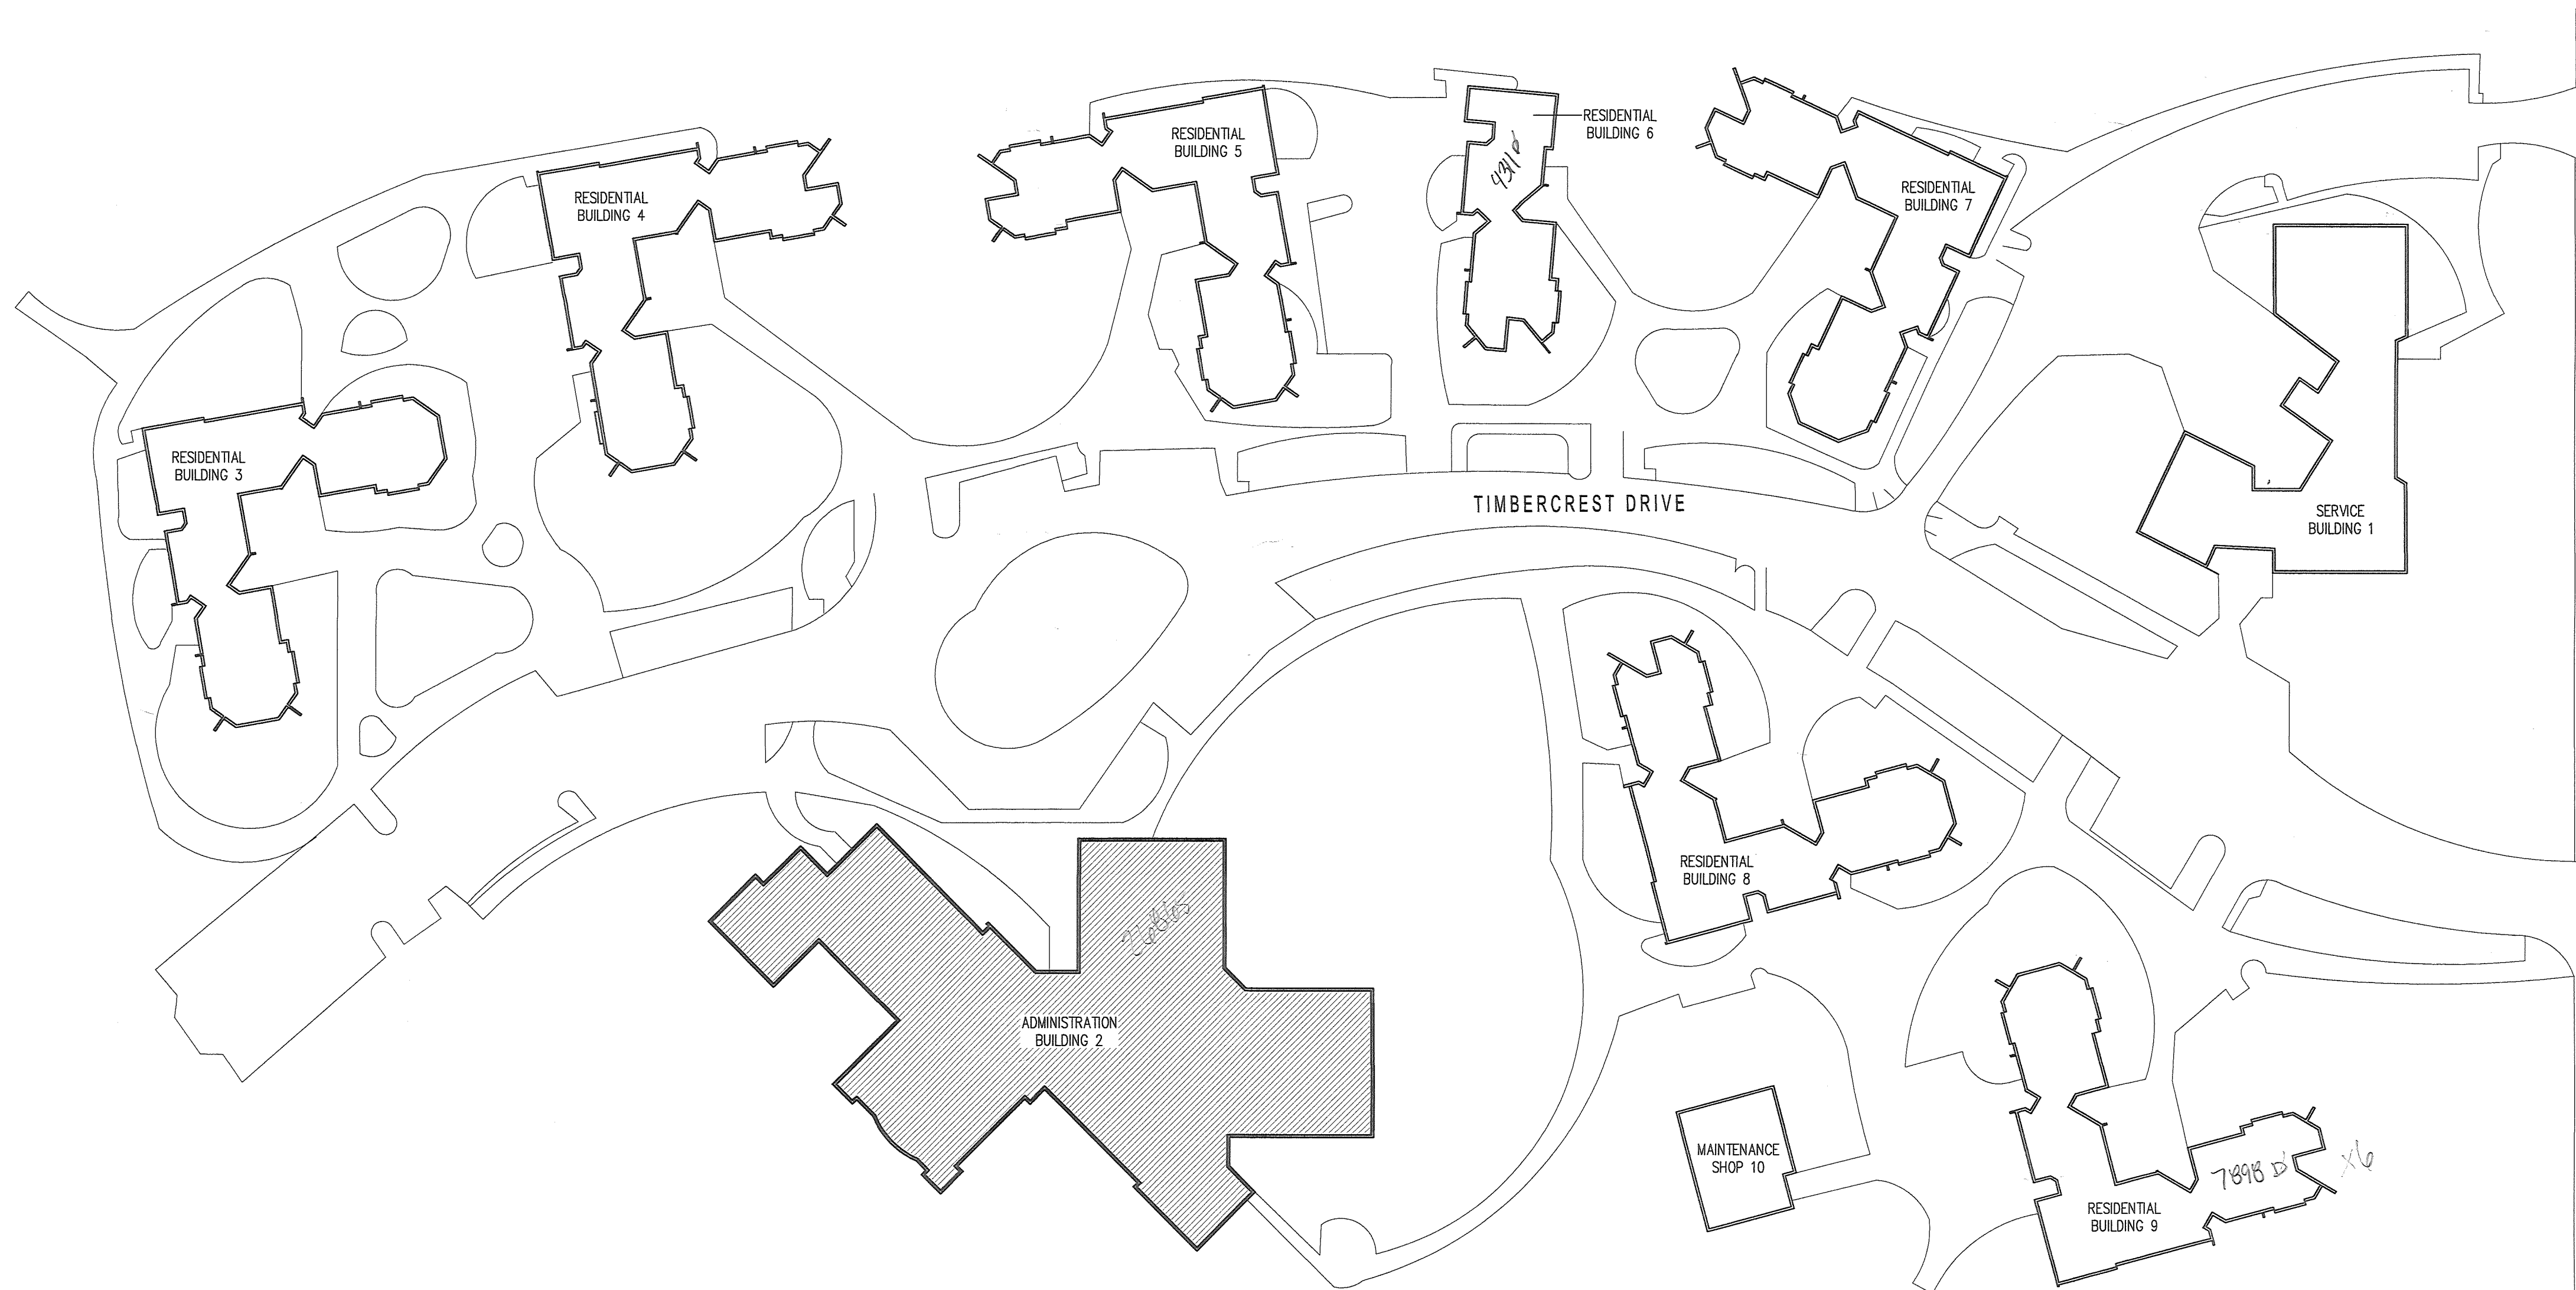 RESIDENTIAL
BUILDING 6
RESIDENTIAL
BUILDING 5
4311
RESIDENTIAL
BUILDING 4
RESIDENTIAL
BUILDING 7
RESIDENTIAL
BUILDING 3
TIMBERCREST DRIVE
SERVICE
BUILDING 1
RESIDENTIAL
BUILDING 8
ADMINISTRATION
BUILDING 2
MAINTENANCE
SHOP 10
7898 x6
RESIDENTIAL
BUILDING 9